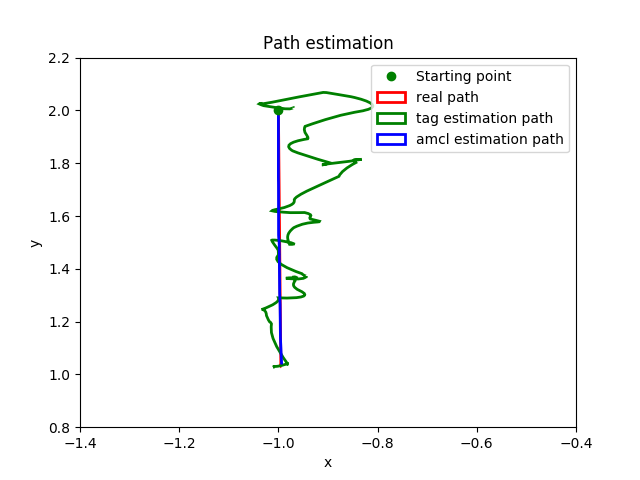 Path estimation
Starting point
real path
tag estimation path
amcl estimation path
y
2.2
2.0
1.8
1.6
1.4
1.2
1.0
0.8
−1.4 −1.2 −1.0 −0.8 −0.6 −0.4
x